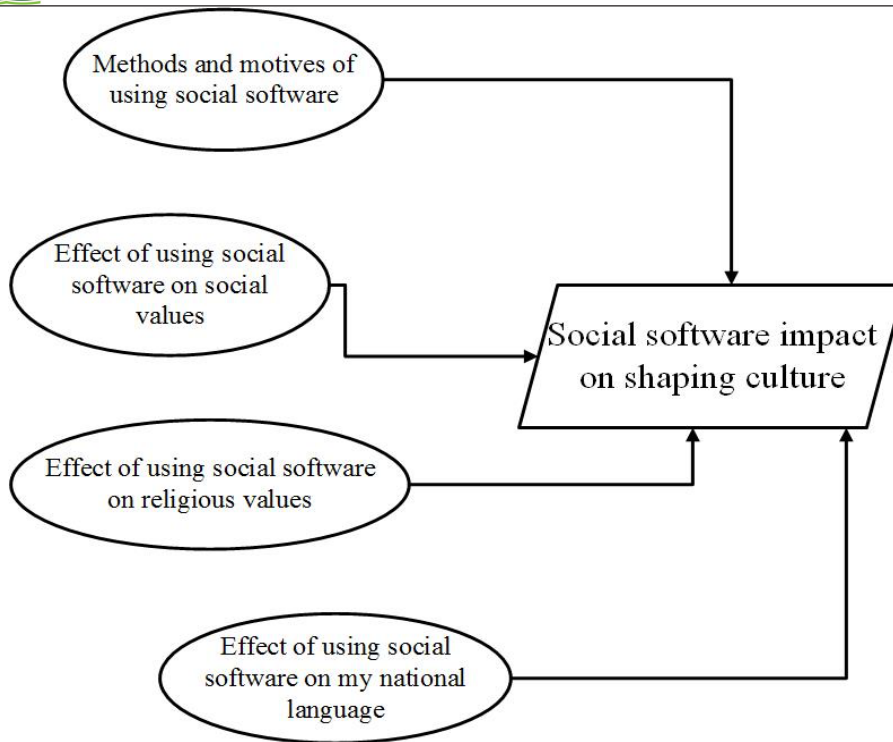 Methods and motives of
using social software
Effect of using social
software on social
values
Social software impact
on shaping culture
Effect of using social software
on religious values
Effect of using social
software on my national
language